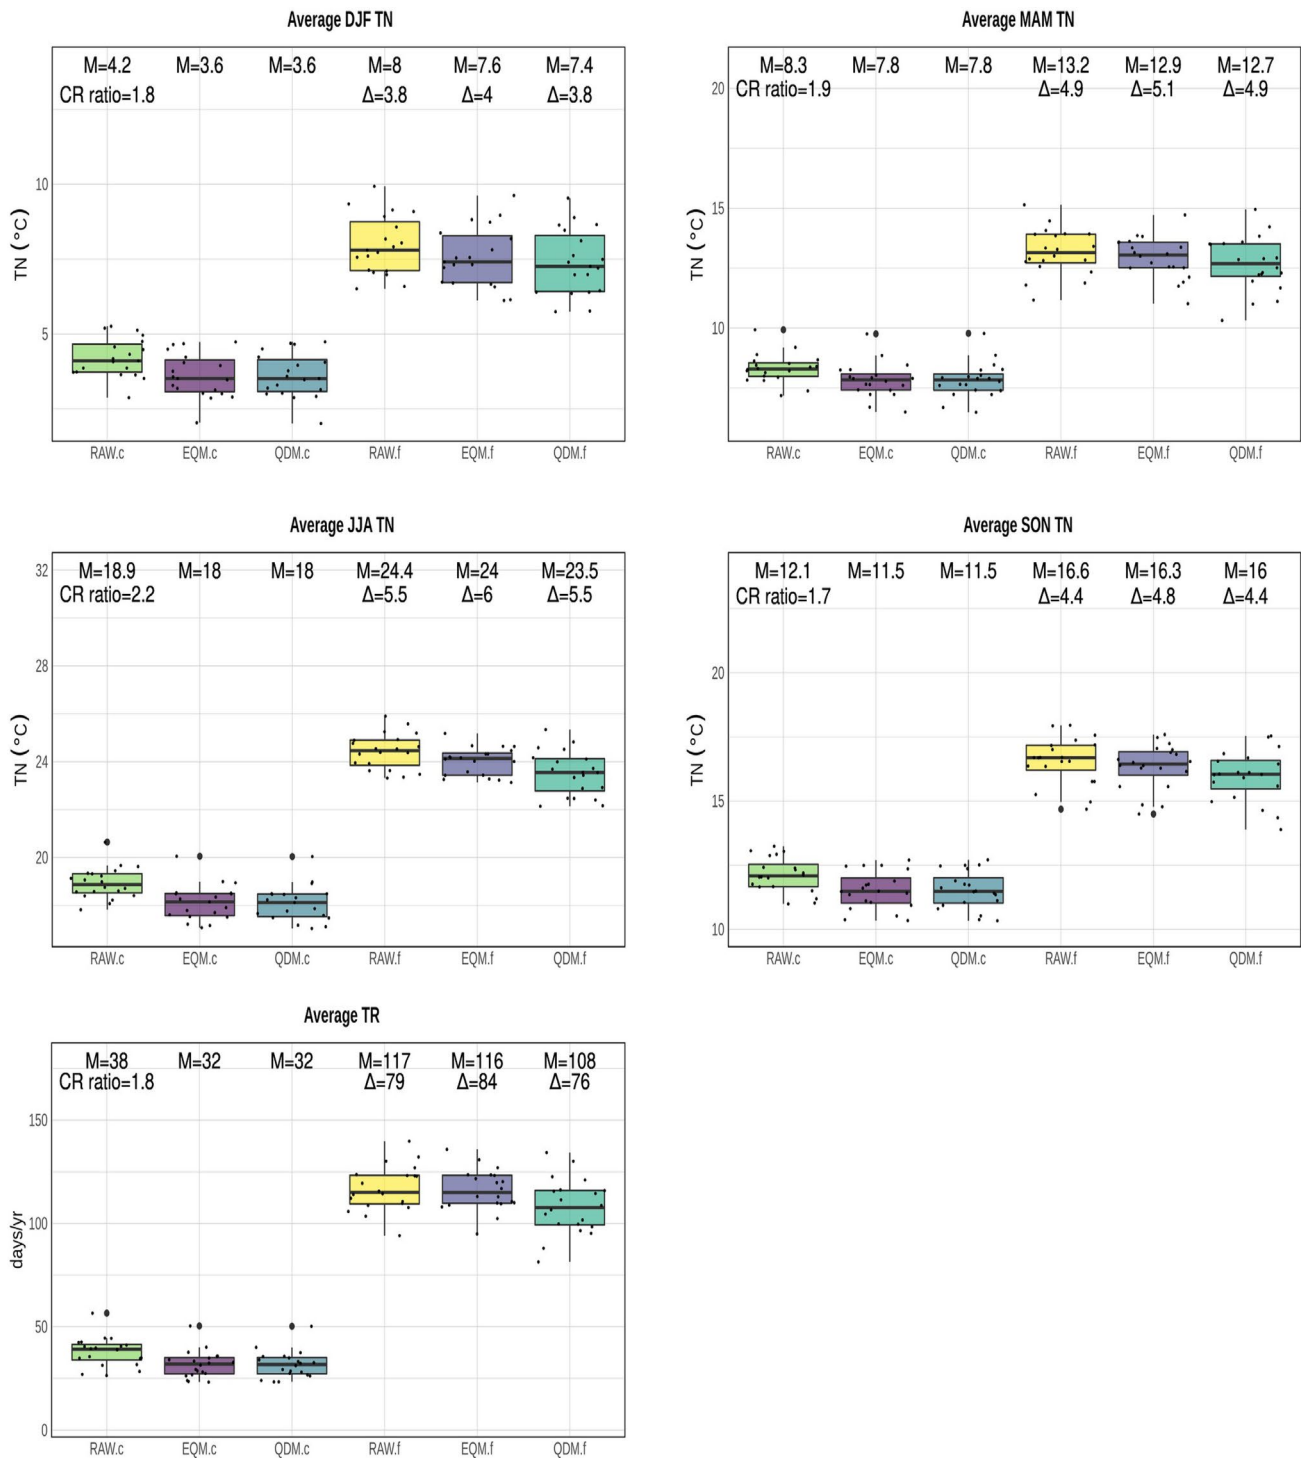 Average DJF TN
M=4.2 M=3.6 M=3.6 M=8 M=7.6 M=7.4
CR ratio=1.8 Δ=3.8 Δ=4 Δ=3.8
10
5
TN (°C)
RAW.c EQM.c QDM.c RAW.f EQM.f QDM.f
Average MAM TN
M=8.3 M=7.8 M=7.8 M=13.2 M=12.9 M=12.7
CR ratio=1.9 Δ=4.9 Δ=5.1 Δ=4.9
20
15
10
TN (°C)
RAW.c EQM.c QDM.c RAW.f EQM.f QDM.f
Average JJA TN
M=18.9 M=18 M=18 M=24.4 M=24 M=23.5
CR ratio=2.2 Δ=5.5 Δ=6 Δ=5.5
32
28
24
20
TN (°C)
RAW.c EQM.c QDM.c RAW.f EQM.f QDM.f
Average SON TN
M=12.1 M=11.5 M=11.5 M=16.6 M=16.3 M=16
CR ratio=1.7 Δ=4.4 Δ=4.8 Δ=4.4
20
15
10
TN (°C)
RAW.c EQM.c QDM.c RAW.f EQM.f QDM.f
Average TR
M=38 M=32 M=32 M=117 M=116 M=108
CR ratio=1.8 Δ=79 Δ=84 Δ=76
150
100
50
0
days/yr
RAW.c EQM.c QDM.c RAW.f EQM.f QDM.f